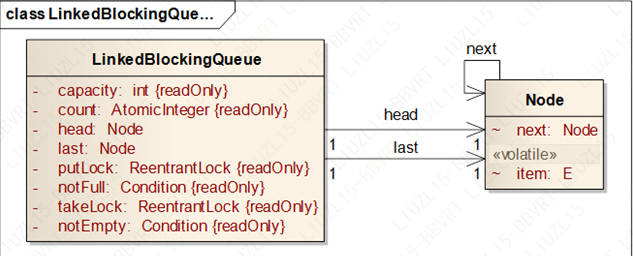 class LinkedBlockingQue...
LinkedBlockingQueue
- capacity: int {readOnly}
- count: AtomicInteger {readOnly}
- head: Node
- last: Node
- putLock: ReentrantLock {readOnly}
- notFull: Condition {readOnly}
- takeLock: ReentrantLock {readOnly}
- notEmpty: Condition {readOnly}
head
1 1
last
1 1
next
Node
~ next: Node
«volatile»
~ item: E